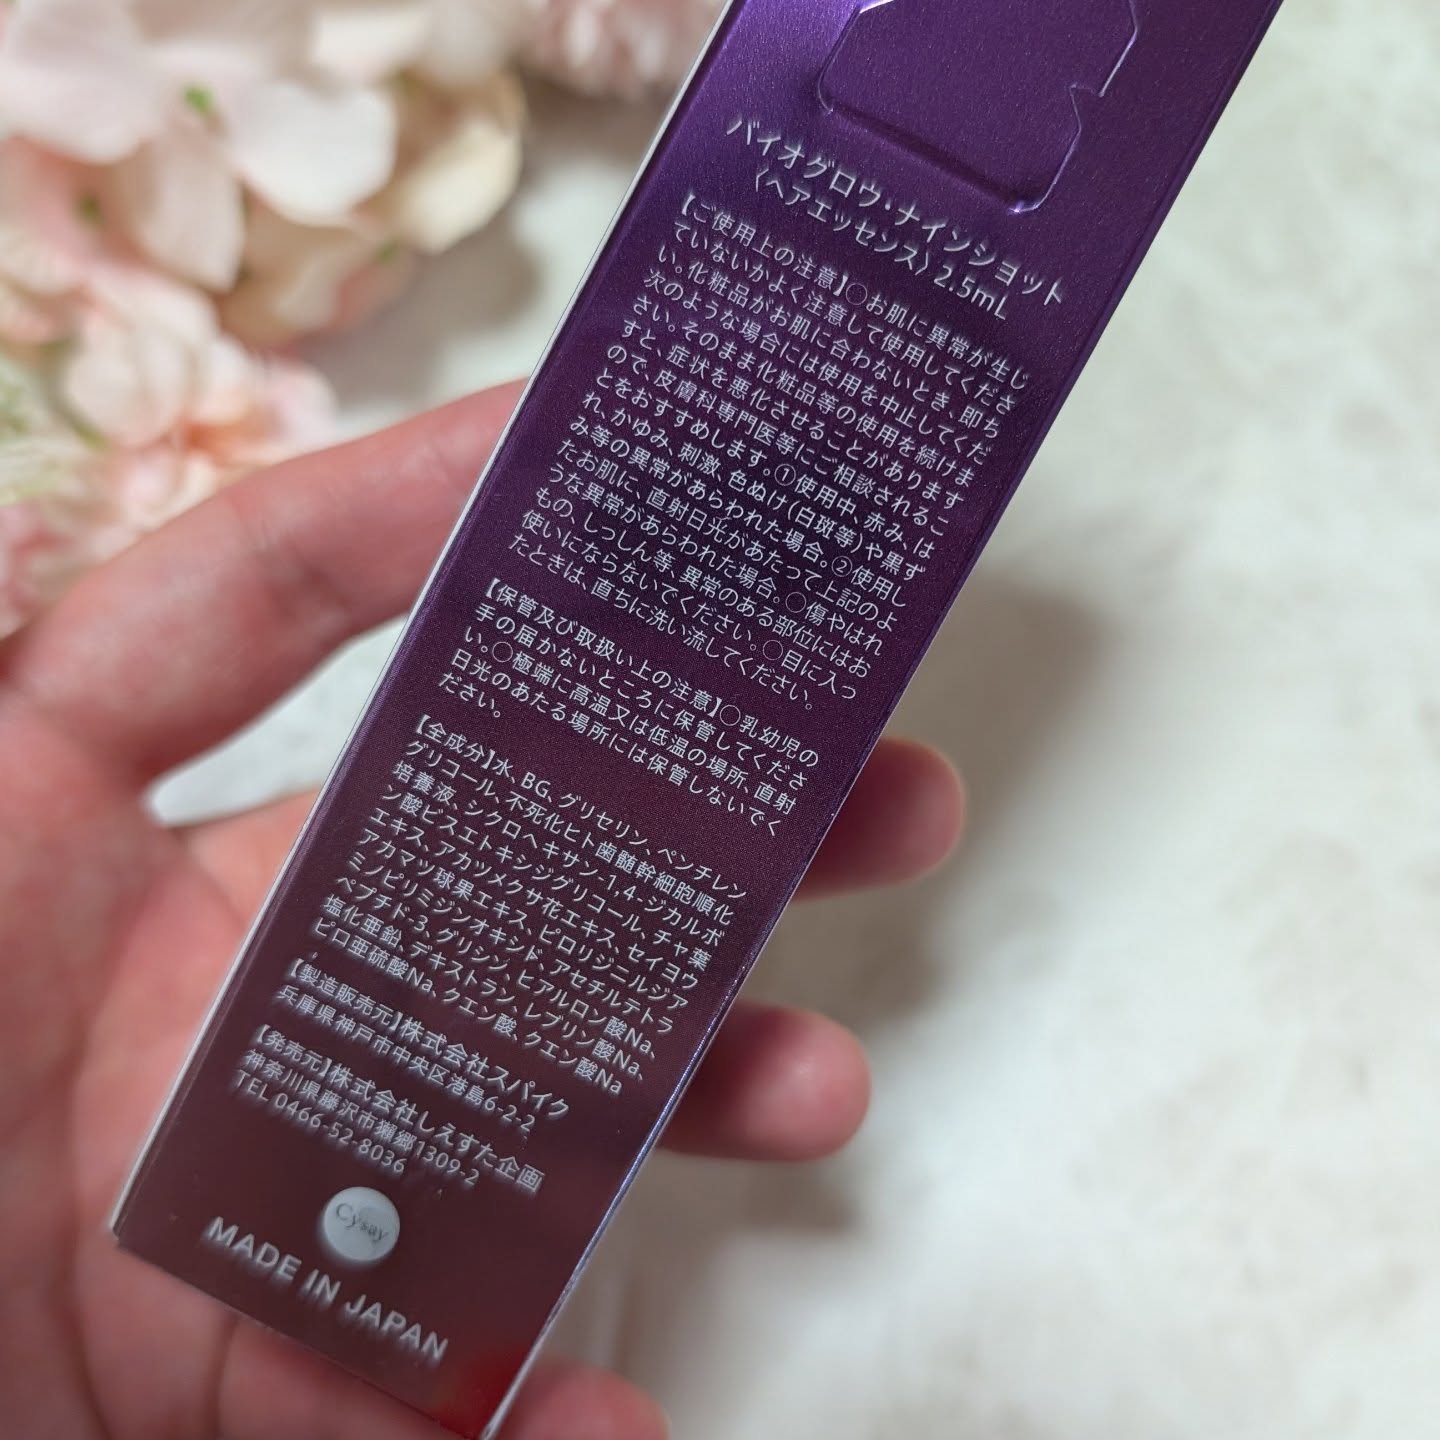 バイオグロウ・ナインショット
〈ヘアエッセンス〉2.5mL
【ご使用上の注意】○お肌に異常が生じ
ていないかよく注意して使用してくださ
い。化粧品がお肌に合わないとき、即ち
次のような場合には使用を中止してくだ
さい。そのまま化粧品等の使用を続けま
すと、症状を悪化させることがあります
ので、皮膚科専門医等にご相談されるこ
とをおすすめします。①使用中、赤み、は
れ、かゆみ、刺激、色ぬけ(白斑等)や黒ず
み等の異常があらわれた場合。②使用し
たお肌に、直射日光があたって上記のよ
うな異常があらわれた場合。○傷やはれ
もの、しっしん等、異常のある部位にはお
使いにならないでください。○目に入っ
たときは、直ちに洗い流してください。
【保管及び取扱い上の注意】○乳幼児の
手の届かないところに保管してくださ
い。○極端に高温又は低温の場所、直射
日光のあたる場所には保管しないでく
ださい。
【全成分】水、BG、グリセリン、ペンチレン
グリコール、不死化ヒト歯髄幹細胞順化
培養液、シクロヘキサン-1,4-ジカルボ
ン酸ビスエトキシジグリコール、チャ葉
エキス、アカツメクサ花エキス、セイヨウ
アカマツ球果エキス、ピロリジニルジア
ミノピリミジンオキシド、アセチルテトラ
ペプチド-3、グリシン、ヒアルロン酸Na、
塩化亜鉛、デキストラン、レブリン酸Na、
ピロ亜硫酸Na、クエン酸、クエン酸Na
【製造販売元】株式会社スパイク
兵庫県神戸市中央区港島6-2-2
【発売元】株式会社しえすた企画
神奈川県藤沢市獺郷1309-2
TEL 0466-52-8036
Cysay
MADE IN JAPAN